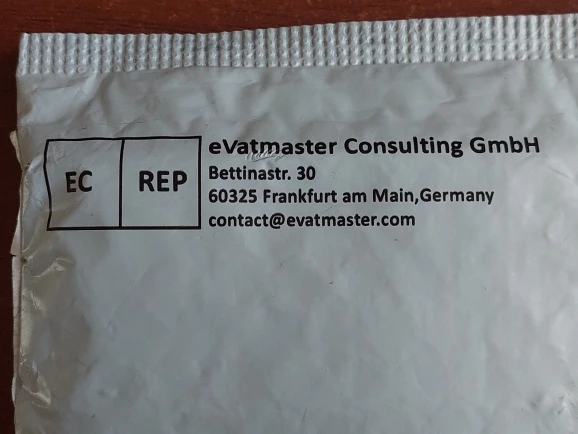 EC REP
eVatmaster Consulting GmbH
Bettinastr. 30
60325 Frankfurt am Main,Germany
contact@evatmaster.com